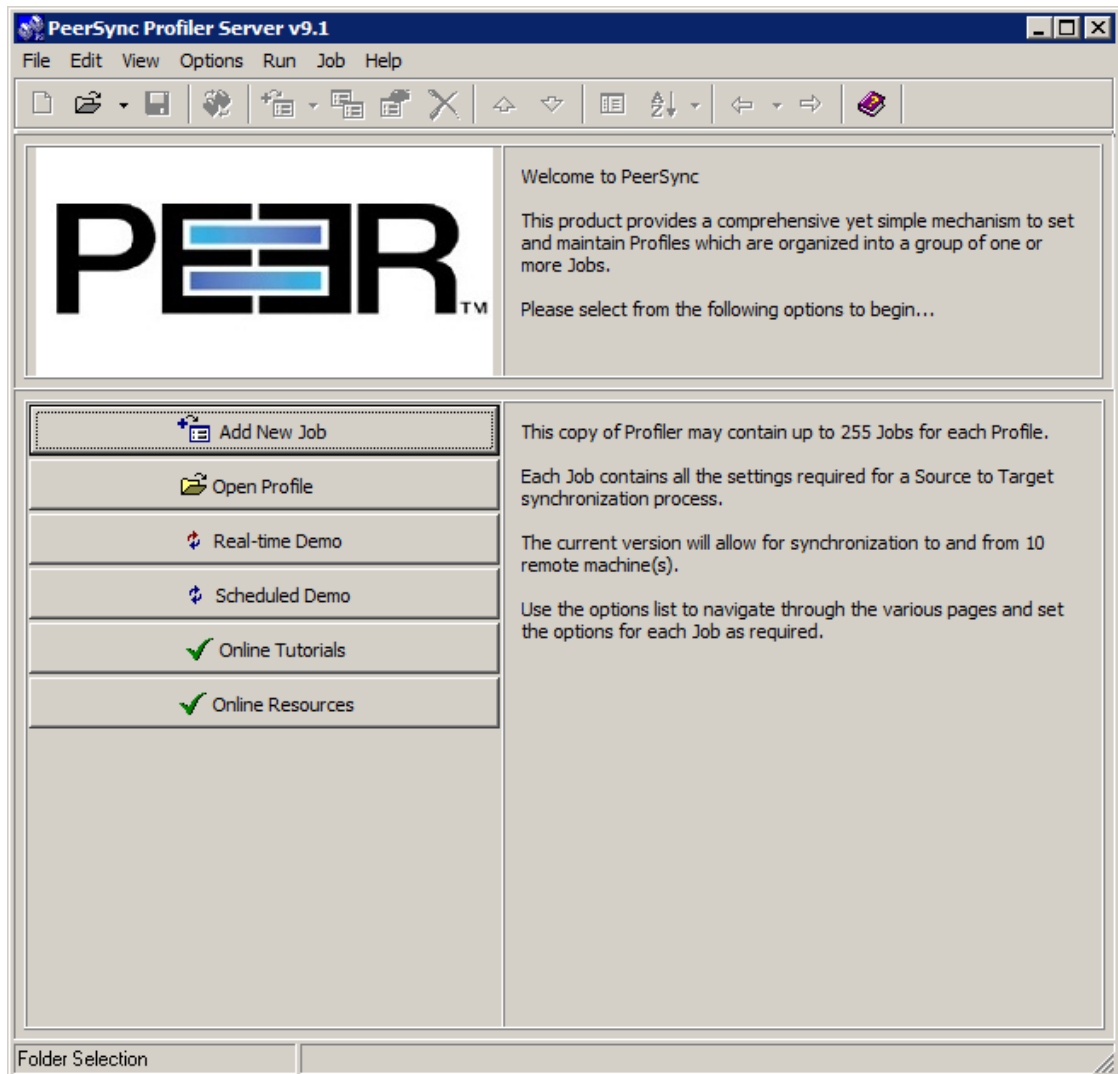 PeerSync Profiler Server v9.1
File Edit View Options Run Job Help
PEER™
Welcome to PeerSync
This product provides a comprehensive yet simple mechanism to set
and maintain Profiles which are organized into a group of one or
more Jobs.
Please select from the following options to begin...
Add New Job
Open Profile
Real-time Demo
Scheduled Demo
Online Tutorials
Online Resources
This copy of Profiler may contain up to 255 Jobs for each Profile.
Each Job contains all the settings required for a Source to Target
synchronization process.
The current version will allow for synchronization to and from 10
remote machine(s).
Use the options list to navigate through the various pages and set
the options for each Job as required.
Folder Selection